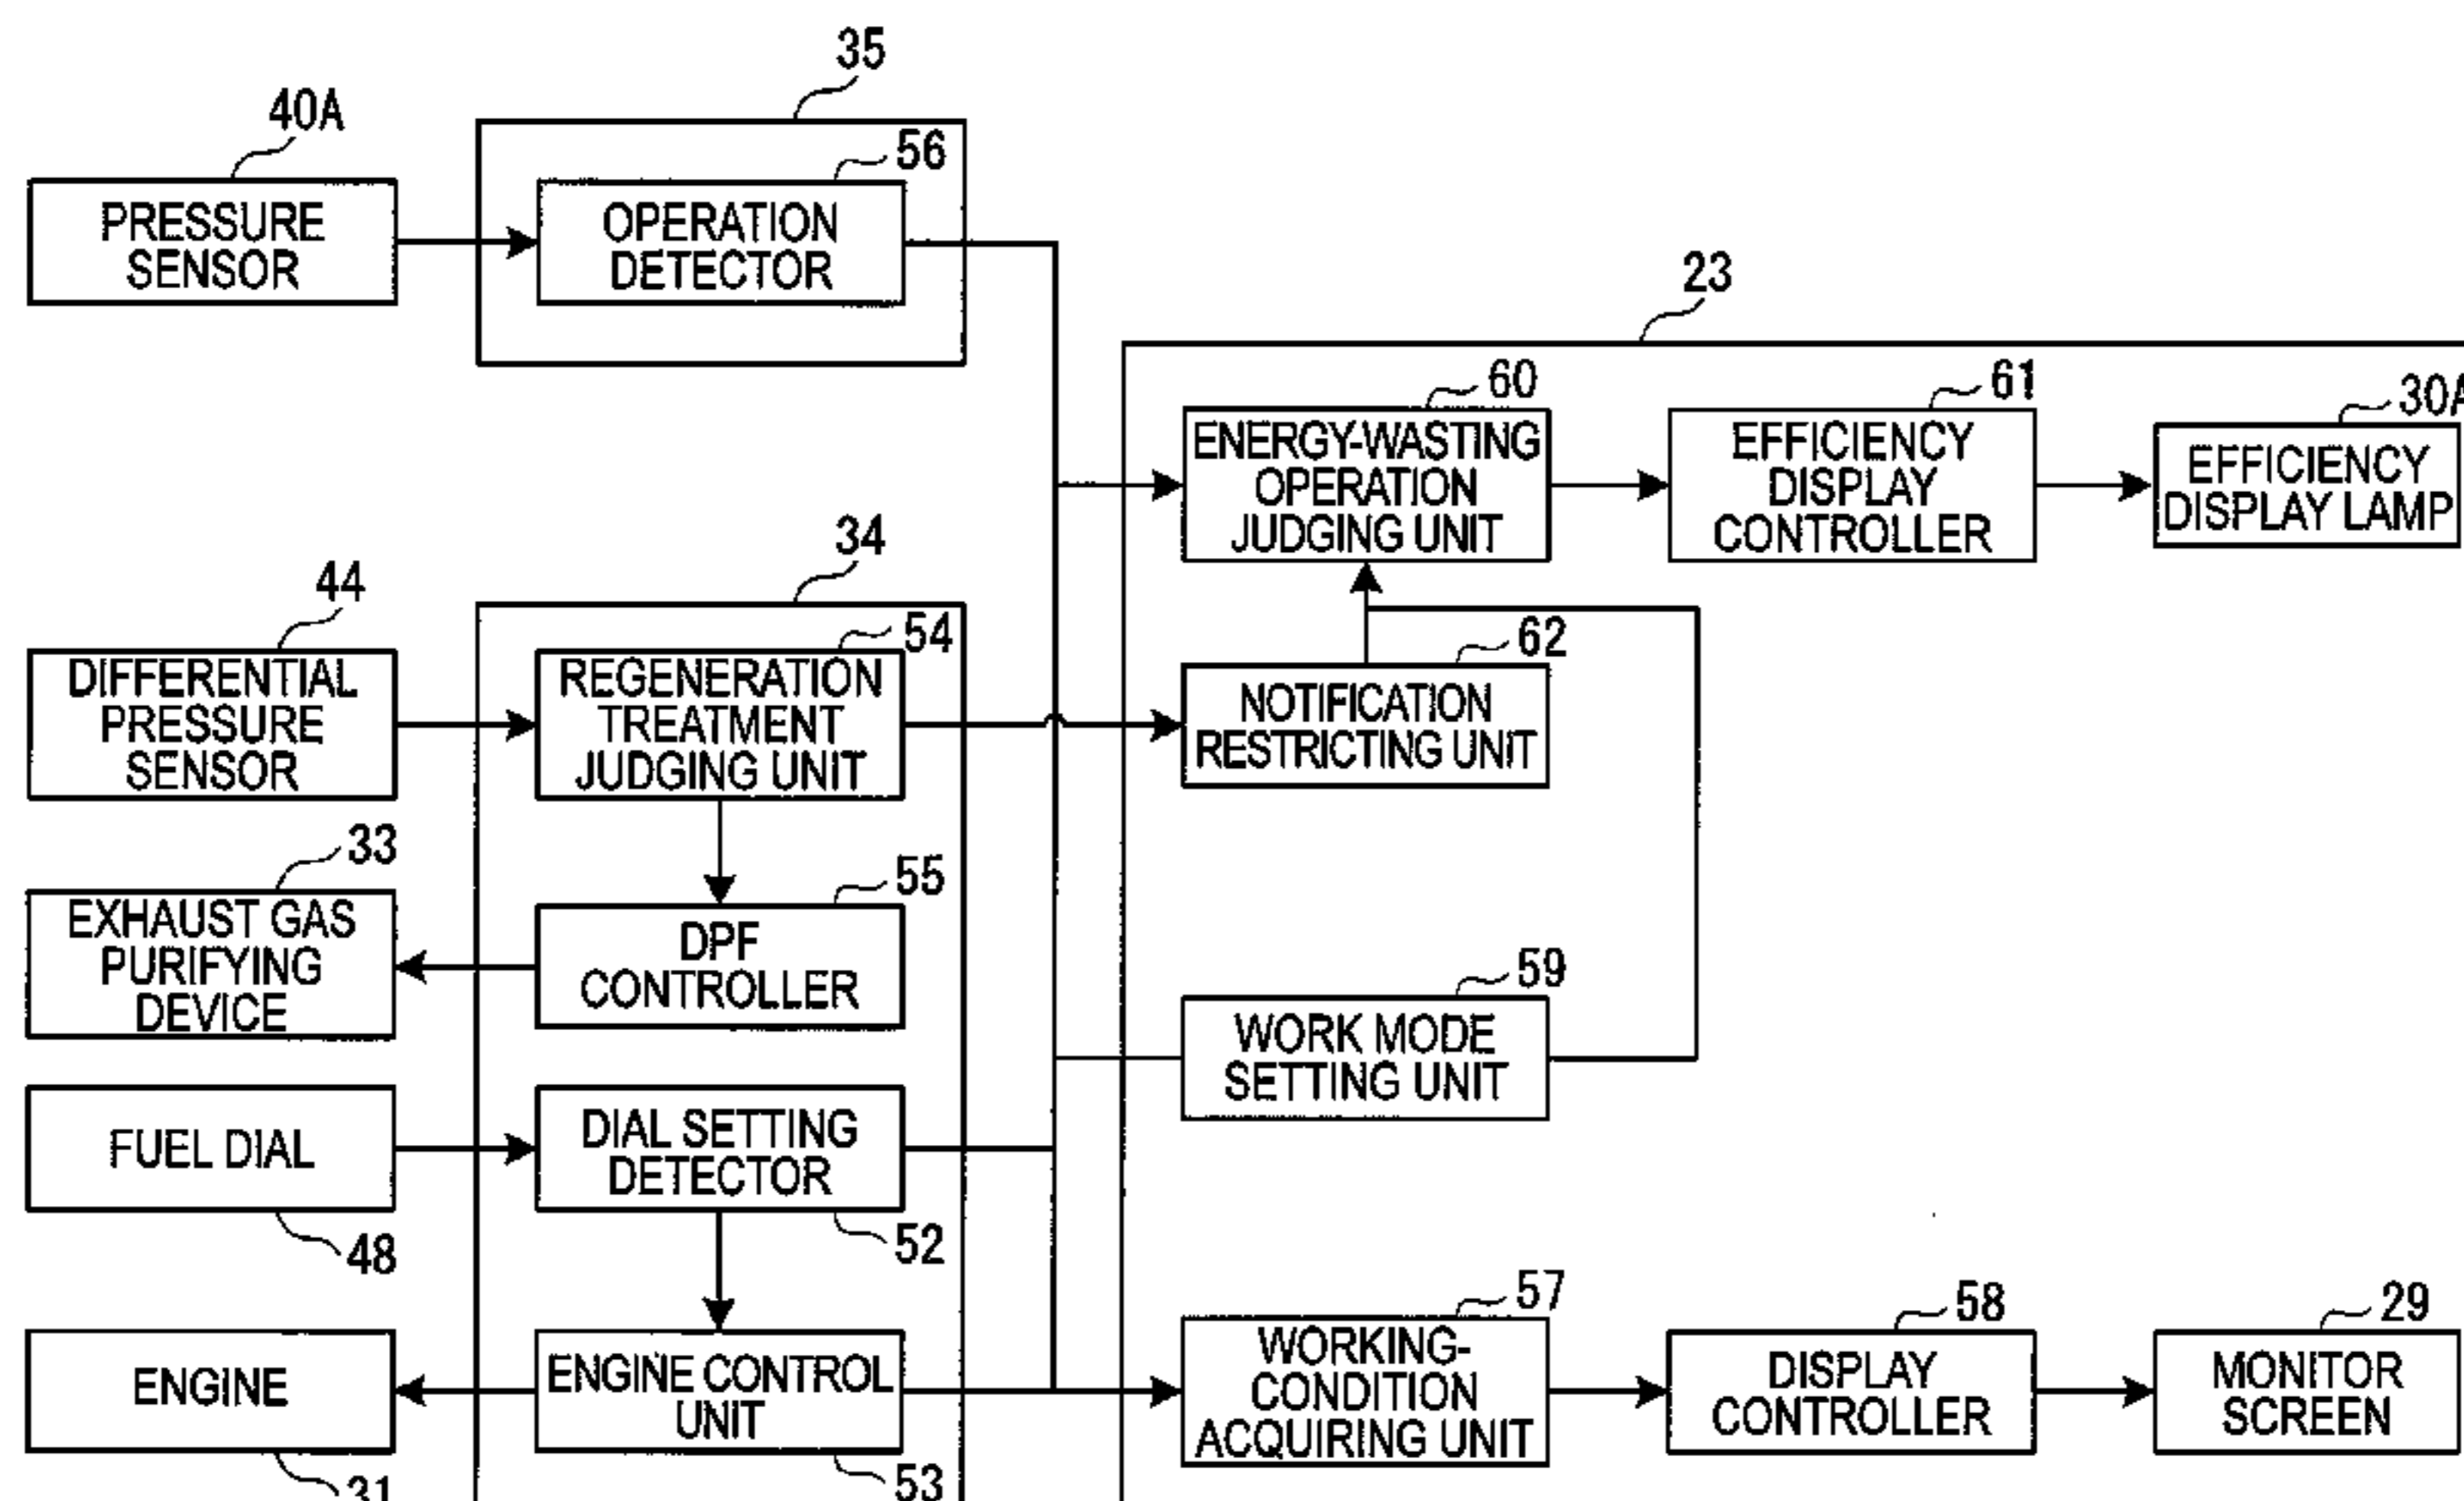 35
40A
56
PRESSURE
SENSOR
OPERATION
DETECTOR
23
60
61
30A
ENERGY-WASTING
OPERATION
JUDGING UNIT
EFFICIENCY
DISPLAY
CONTROLLER
EFFICIENCY
DISPLAY LAMP
34
44
54
62
DIFFERENTIAL
PRESSURE
SENSOR
REGENERATION
TREATMENT
JUDGING UNIT
NOTIFICATION
RESTRICTING UNIT
33
55
EXHAUST GAS
PURIFYING
DEVICE
DPF
CONTROLLER
59
WORK MODE
SETTING UNIT
FUEL DIAL
DIAL SETTING
DETECTOR
48
52
57
58
29
ENGINE
ENGINE CONTROL
UNIT
WORKING-
CONDITION
ACQUIRING UNIT
DISPLAY
CONTROLLER
MONITOR
SCREEN
31
53